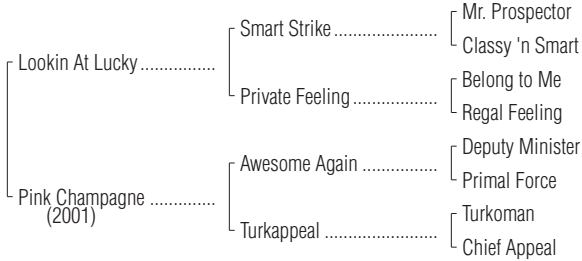 Mr. Prospector
Smart Strike ........................
Classy 'n Smart
Lookin At Lucky ................
Belong to Me
Private Feeling ...................
Regal Feeling
Deputy Minister
Awesome Again .................
Primal Force
Pink Champagne ..............
(2001)
Turkoman
Turkappeal .........................
Chief Appeal